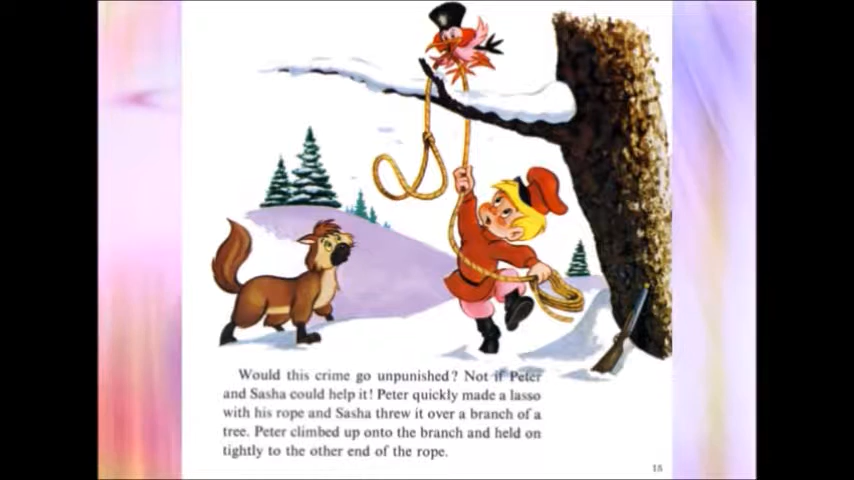 Would this crime go unpunished? Not if Peter
and Sasha could help it! Peter quickly made a lasso
with his rope and Sasha threw it over a branch of a
tree. Peter climbed up onto the branch and held on
tightly to the other end of the rope.
15